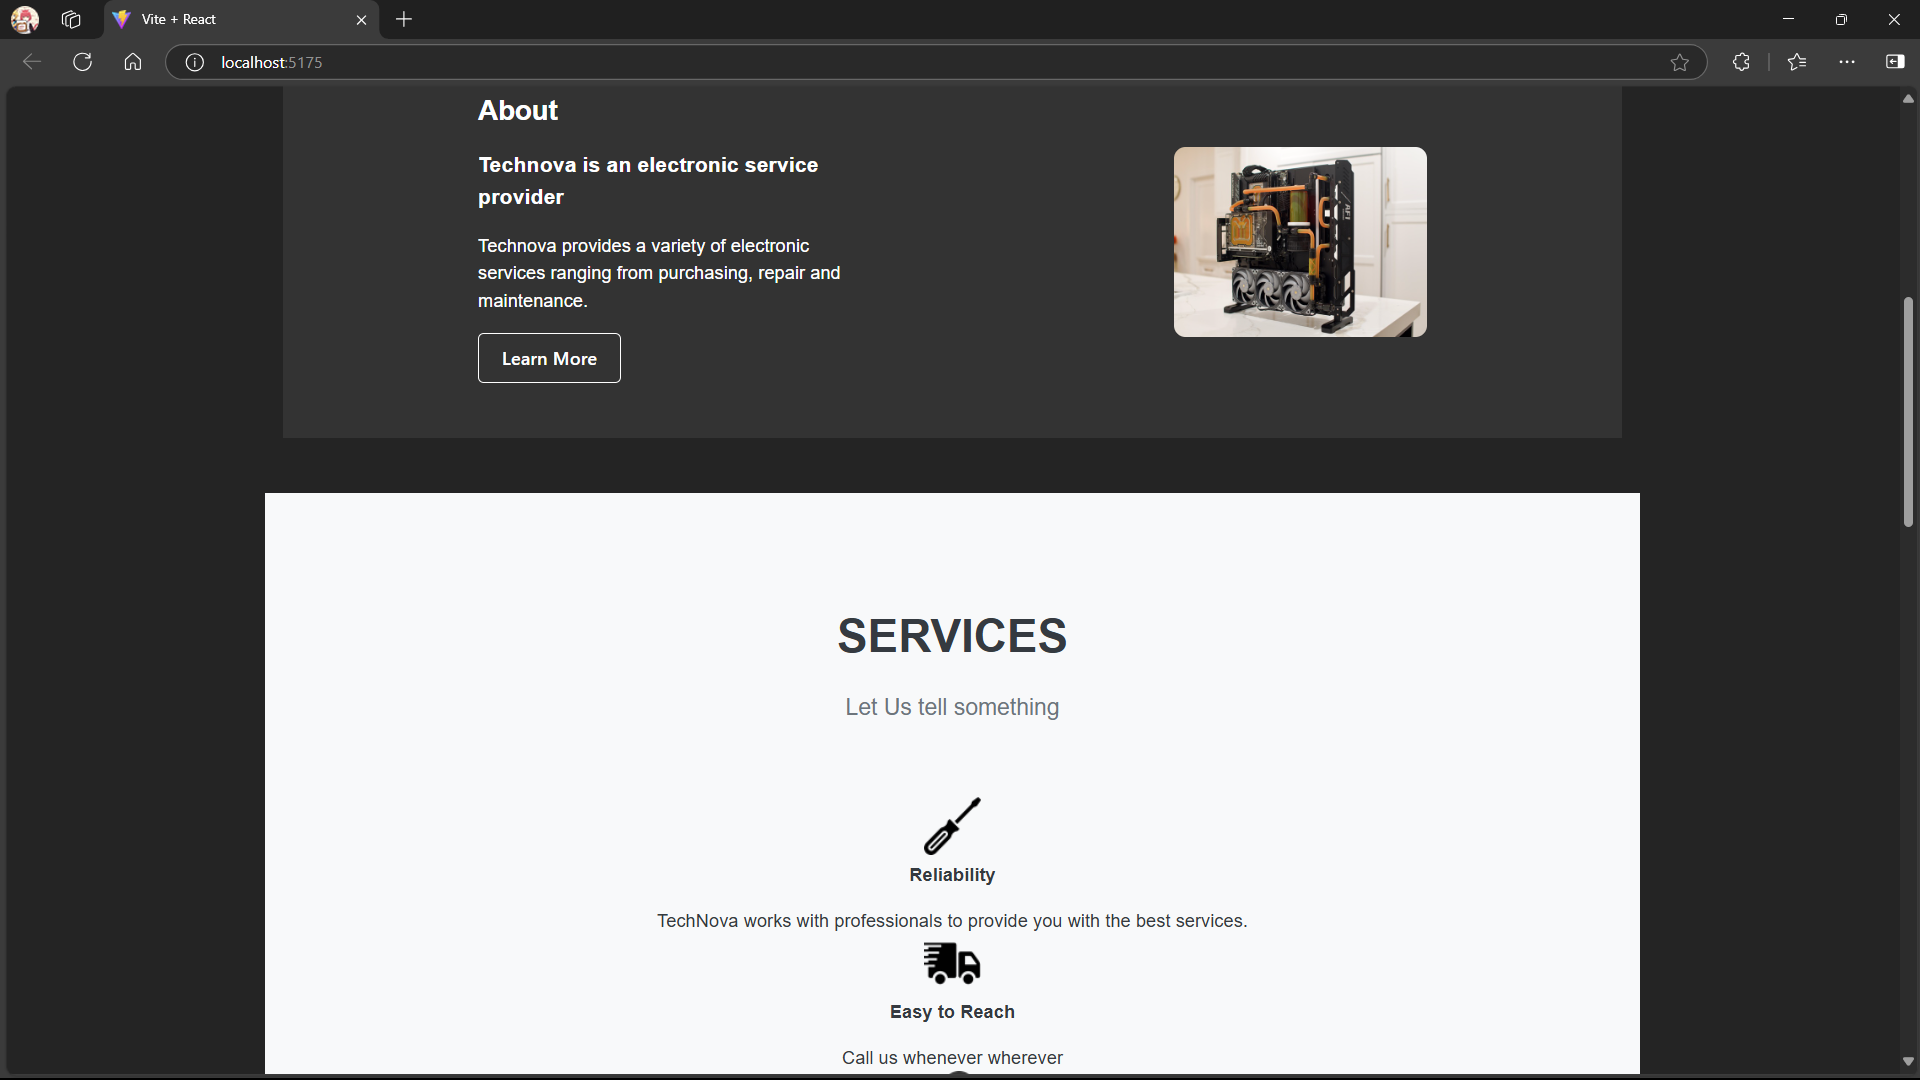 Vite + React
localhost:5175
About
Technova is an electronic service
provider
Technova provides a variety of electronic
services ranging from purchasing, repair and
maintenance.
Learn More
SERVICES
Let Us tell something
Reliability
TechNova works with professionals to provide you with the best services.
Easy to Reach
Call us whenever wherever